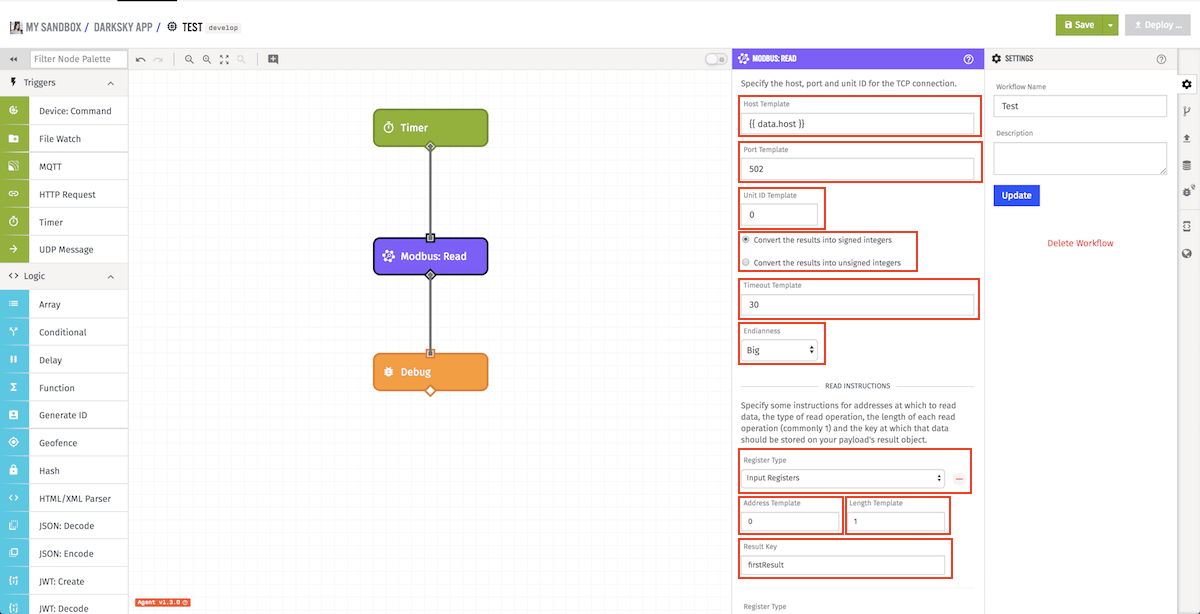 MY SANDBOX / DARKSKY APP / TEST develop
Save
Deploy ...
Filter Node Palette
Triggers
Device: Command
File Watch
MQTT
HTTP Request
Timer
UDP Message
Logic
Array
Conditional
Delay
Function
Generate ID
Geofence
Hash
HTML/XML Parser
JSON: Decode
JSON: Encode
JWT: Create
JWT: Decode
Timer
Modbus: Read
Debug
Agent v1.3.0
MODBUS: READ
Specify the host, port and unit ID for the TCP connection.
Host Template
{{ data.host }}
Port Template
502
Unit ID Template
0
Convert the results into signed integers
Convert the results into unsigned integers
Timeout Template
30
Endianness
Big
READ INSTRUCTIONS
Specify some instructions for addresses at which to read
data, the type of read operation, the length of each read
operation (commonly 1) and the key at which that data
should be stored on your payload's result object.
Register Type
Input Registers
Address Template
Length Template
0
1
Result Key
firstResult
Register Type
SETTINGS
Workflow Name
Test
Description
Update
Delete Workflow